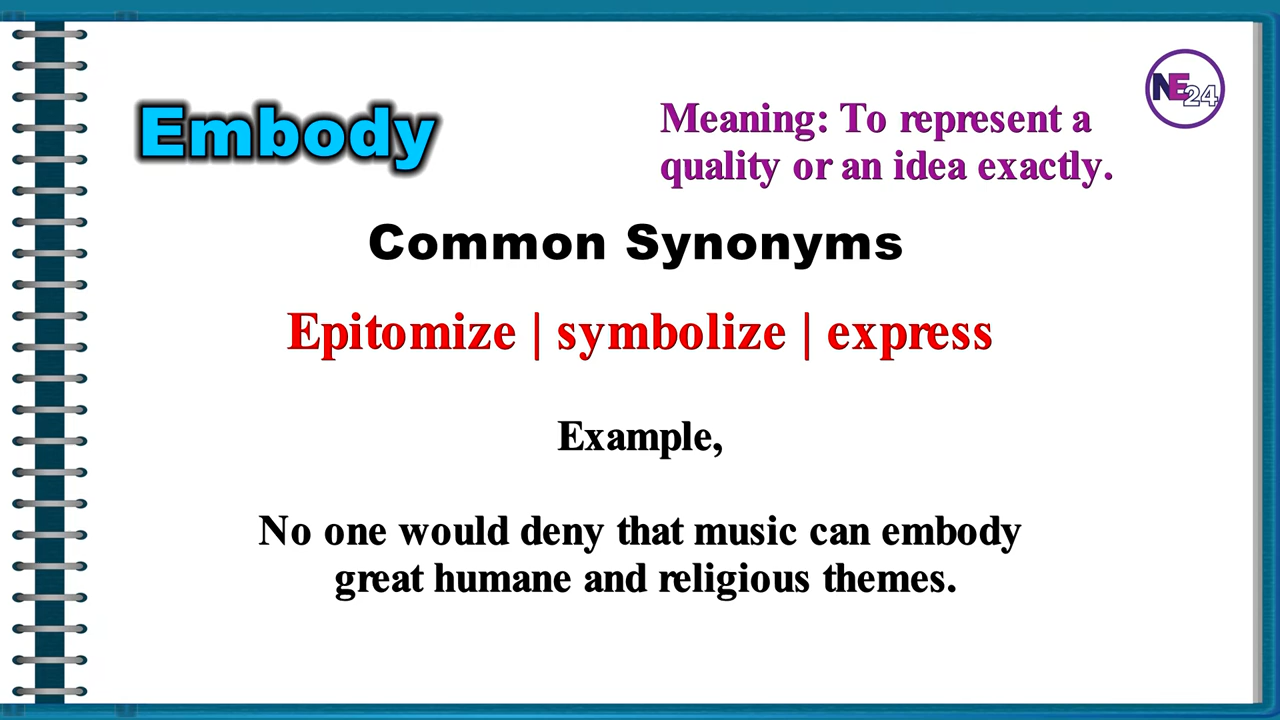 Embody
Meaning: To represent a
quality or an idea exactly.
NE24
Common Synonyms
Epitomize | symbolize | express
Example,
No one would deny that music can embody
great humane and religious themes.